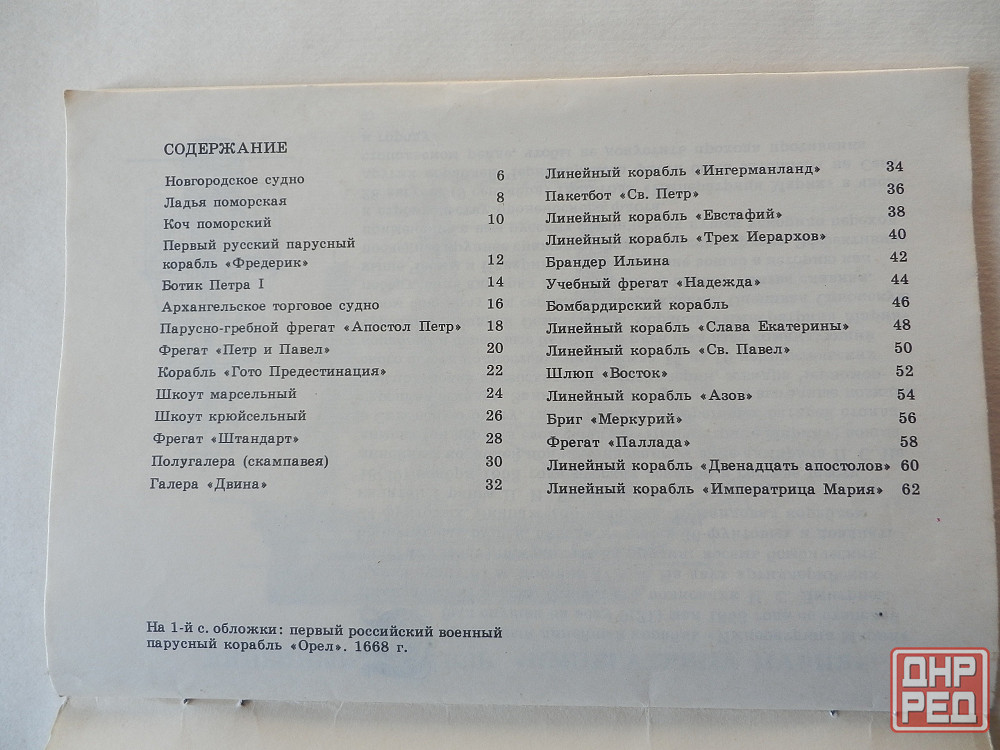 СОДЕРЖАНИЕ
Новгородское судно 6
Ладья поморская 8
Коч поморский 10
Первый русский парусный
корабль «Фредерик» 12
Ботик Петра I 14
Архангельское торговое судно 16
Парусно-гребной фрегат «Апостол Петр» 18
Фрегат «Петр и Павел» 20
Корабль «Гото Предестинация» 22
Шкоут марсельный 24
Шкоут крюйсельный 26
Фрегат «Штандарт» 28
Полугалера (скампавея) 30
Галера «Двина» 32
Линейный корабль «Ингерманланд» 34
Пакетбот «Св. Петр» 36
Линейный корабль «Евстафий» 38
Линейный корабль «Трех Иерархов» 40
Брандер Ильина 42
Учебный фрегат «Надежда» 44
Бомбардирский корабль 46
Линейный корабль «Слава Екатерины» 48
Линейный корабль «Св. Павел» 50
Шлюп «Восток» 52
Линейный корабль «Азов» 54
Бриг «Меркурий» 56
Фрегат «Паллада» 58
Линейный корабль «Двенадцать апостолов» 60
Линейный корабль «Императрица Мария» 62
На 1-й с. обложки: первый российский военный
парусный корабль «Орел». 1668 г.
ДНР
РЕД